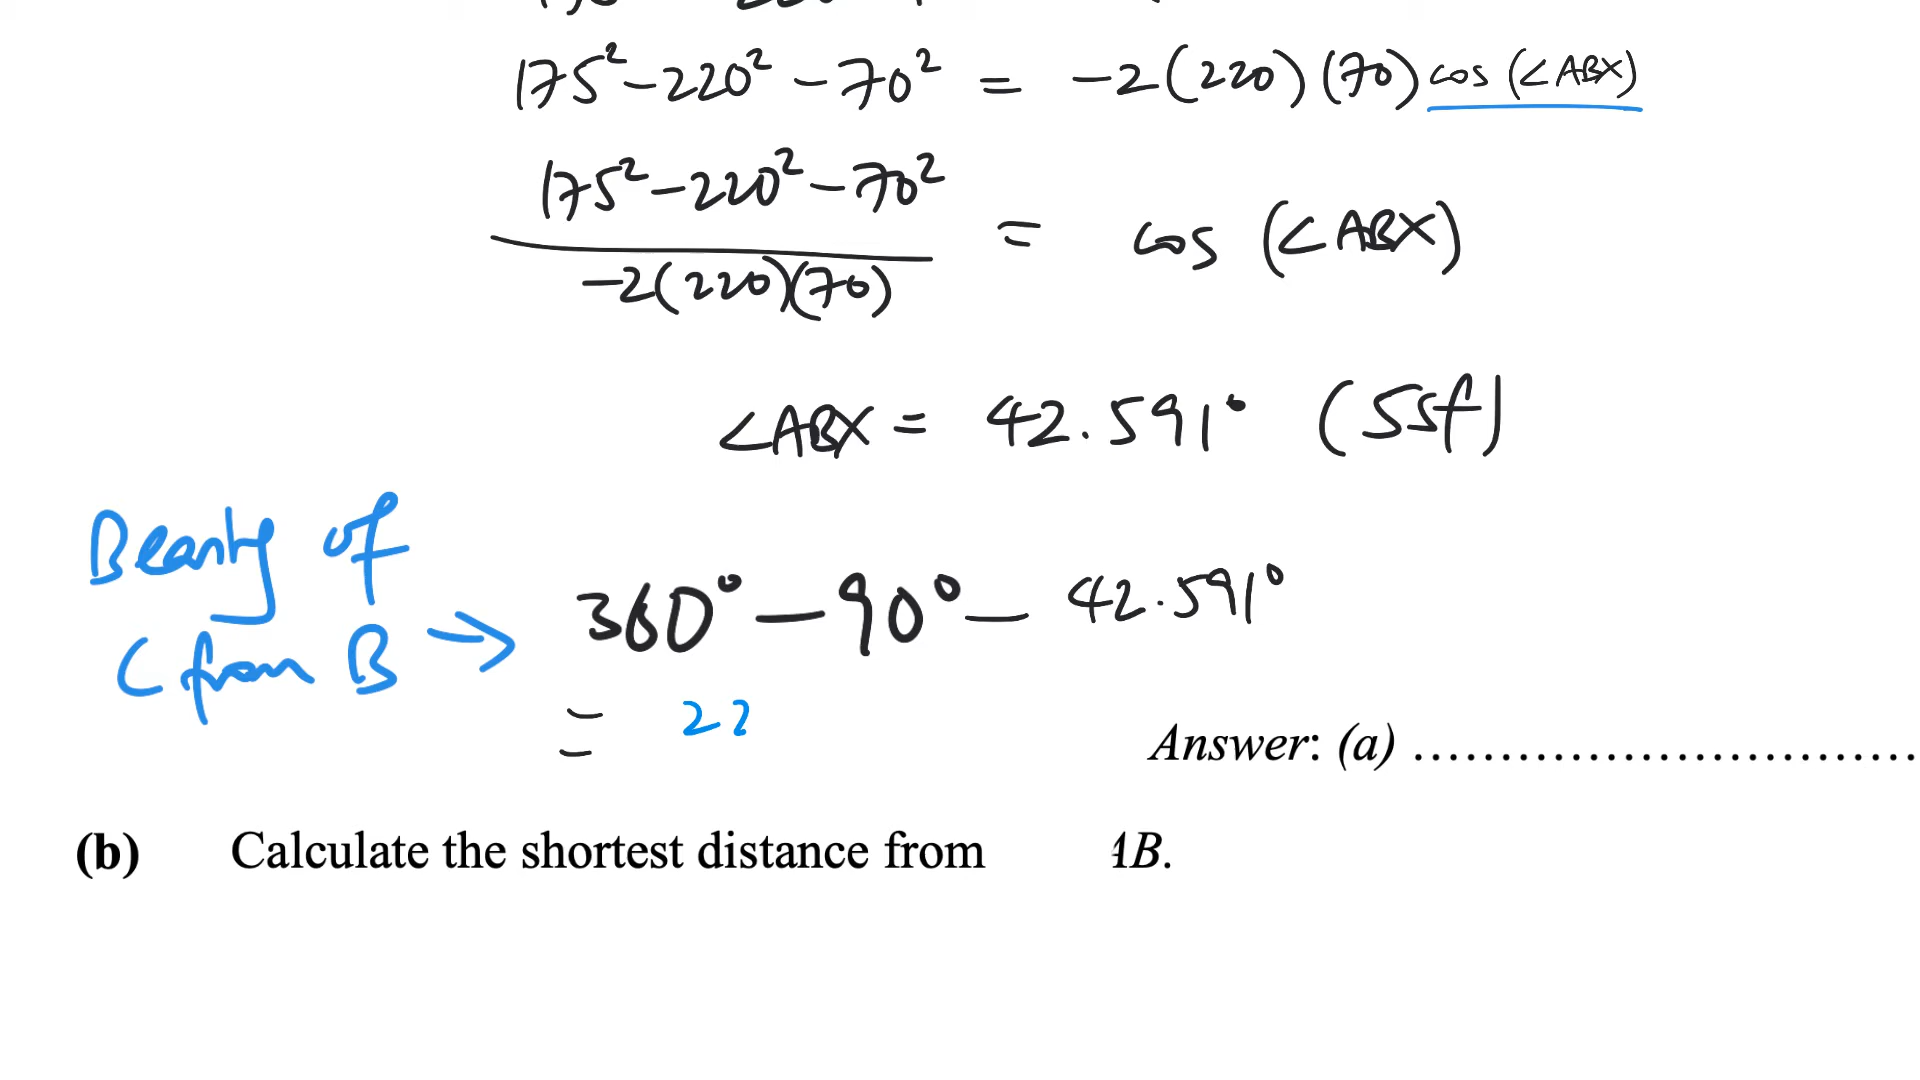 175² - 220² - 70² = -2(220)(70) cos (∠ABX)
175² - 220² - 70²
-2(220)(70)
= cos (∠ABX)
∠ABX = 42.591° (5sf)
Bearing of
C from B → 360° - 90° - 42.591°
= 22
Answer: (a) ..............................
(b) Calculate the shortest distance from
B.